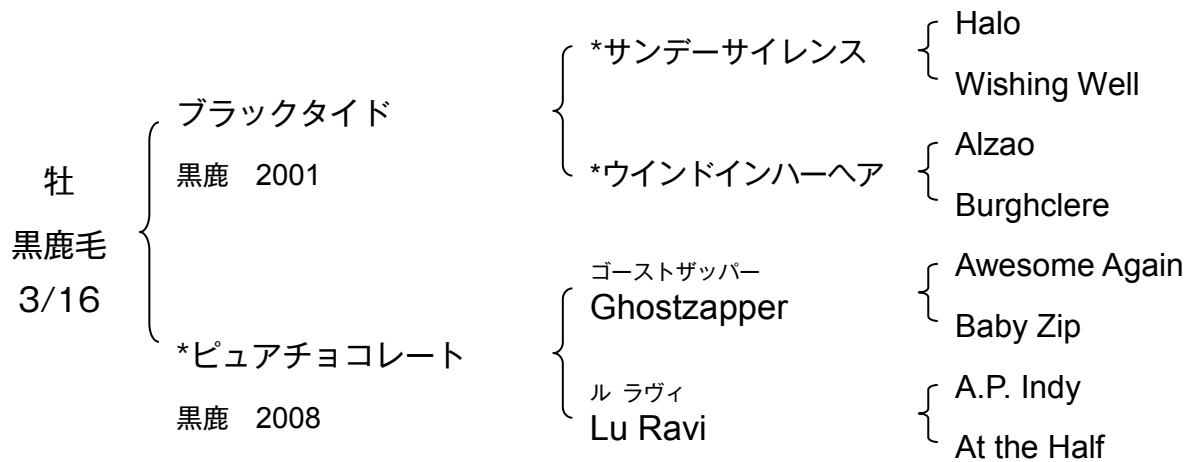 牡
黒鹿毛
3/16
ブラックタイド
黒鹿 2001
*ピュアチョコレート
黒鹿 2008
*サンデーサイレンス
*ウインドインハーヘア
ゴーストザッパー
Ghostzapper
ル ラヴィ
Lu Ravi
Halo
Wishing Well
Alzao
Burghclere
Awesome Again
Baby Zip
A.P. Indy
At the Half